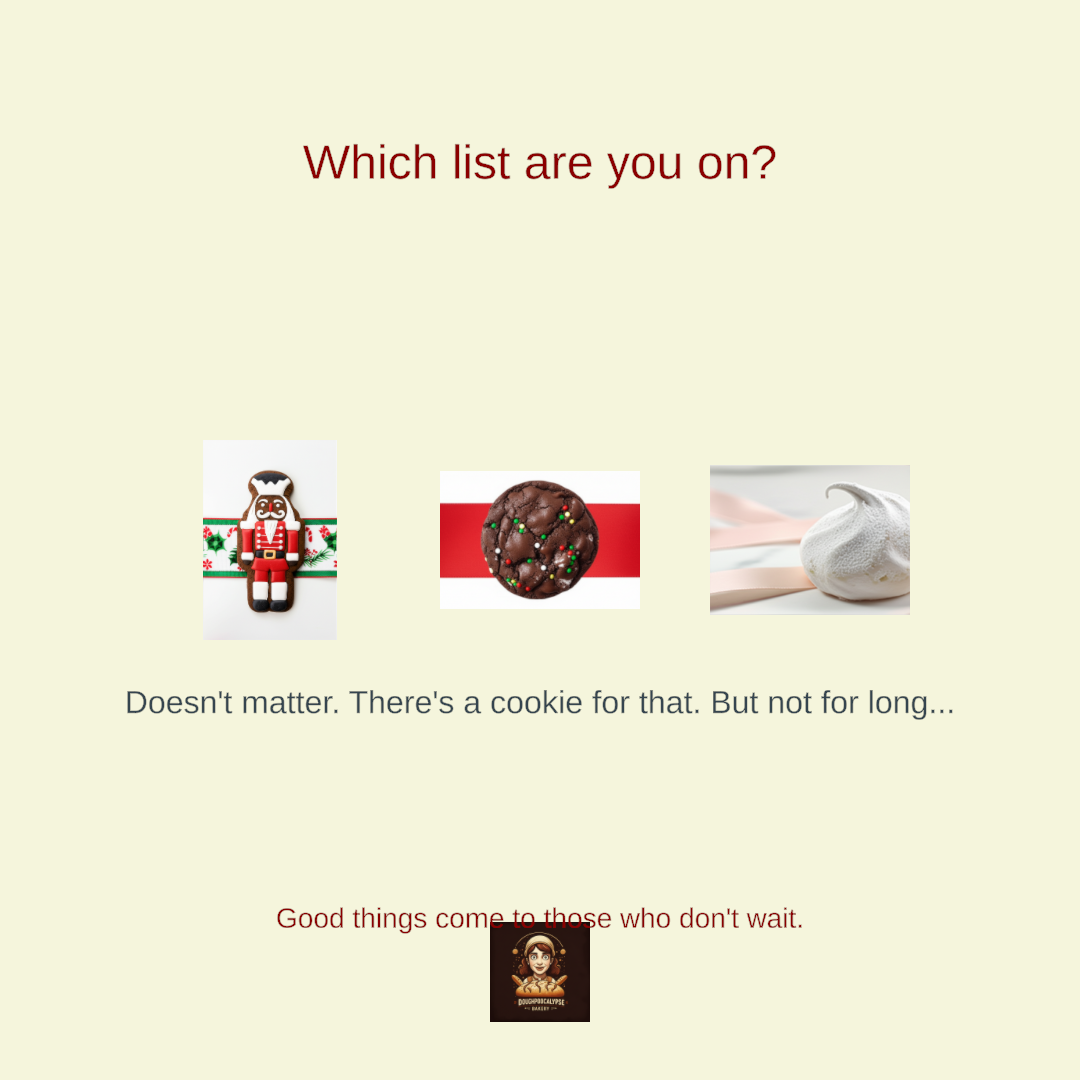 Which list are you on?
Doesn't matter. There's a cookie for that. But not for long...
Good things come to those who don't wait.
DOUGHPOCALYPSE
BAKERY